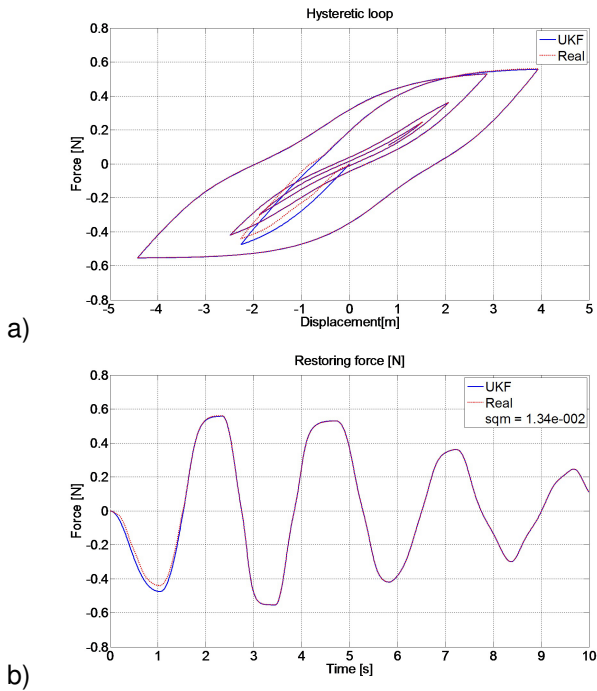 Hysteretic loop
0.8
0.6
0.4
0.2
0
-0.2
-0.4
-0.6
-0.8
Force [N]
UKF
Real
-5 -4 -3 -2 -1 0 1 2 3 4 5
Displacement[m]
a)
Restoring force [N]
0.8
0.6
0.4
0.2
0
-0.2
-0.4
-0.6
-0.8
Force [N]
UKF
Real
sqm = 1.34e-002
0 1 2 3 4 5 6 7 8 9 10
Time [s]
b)